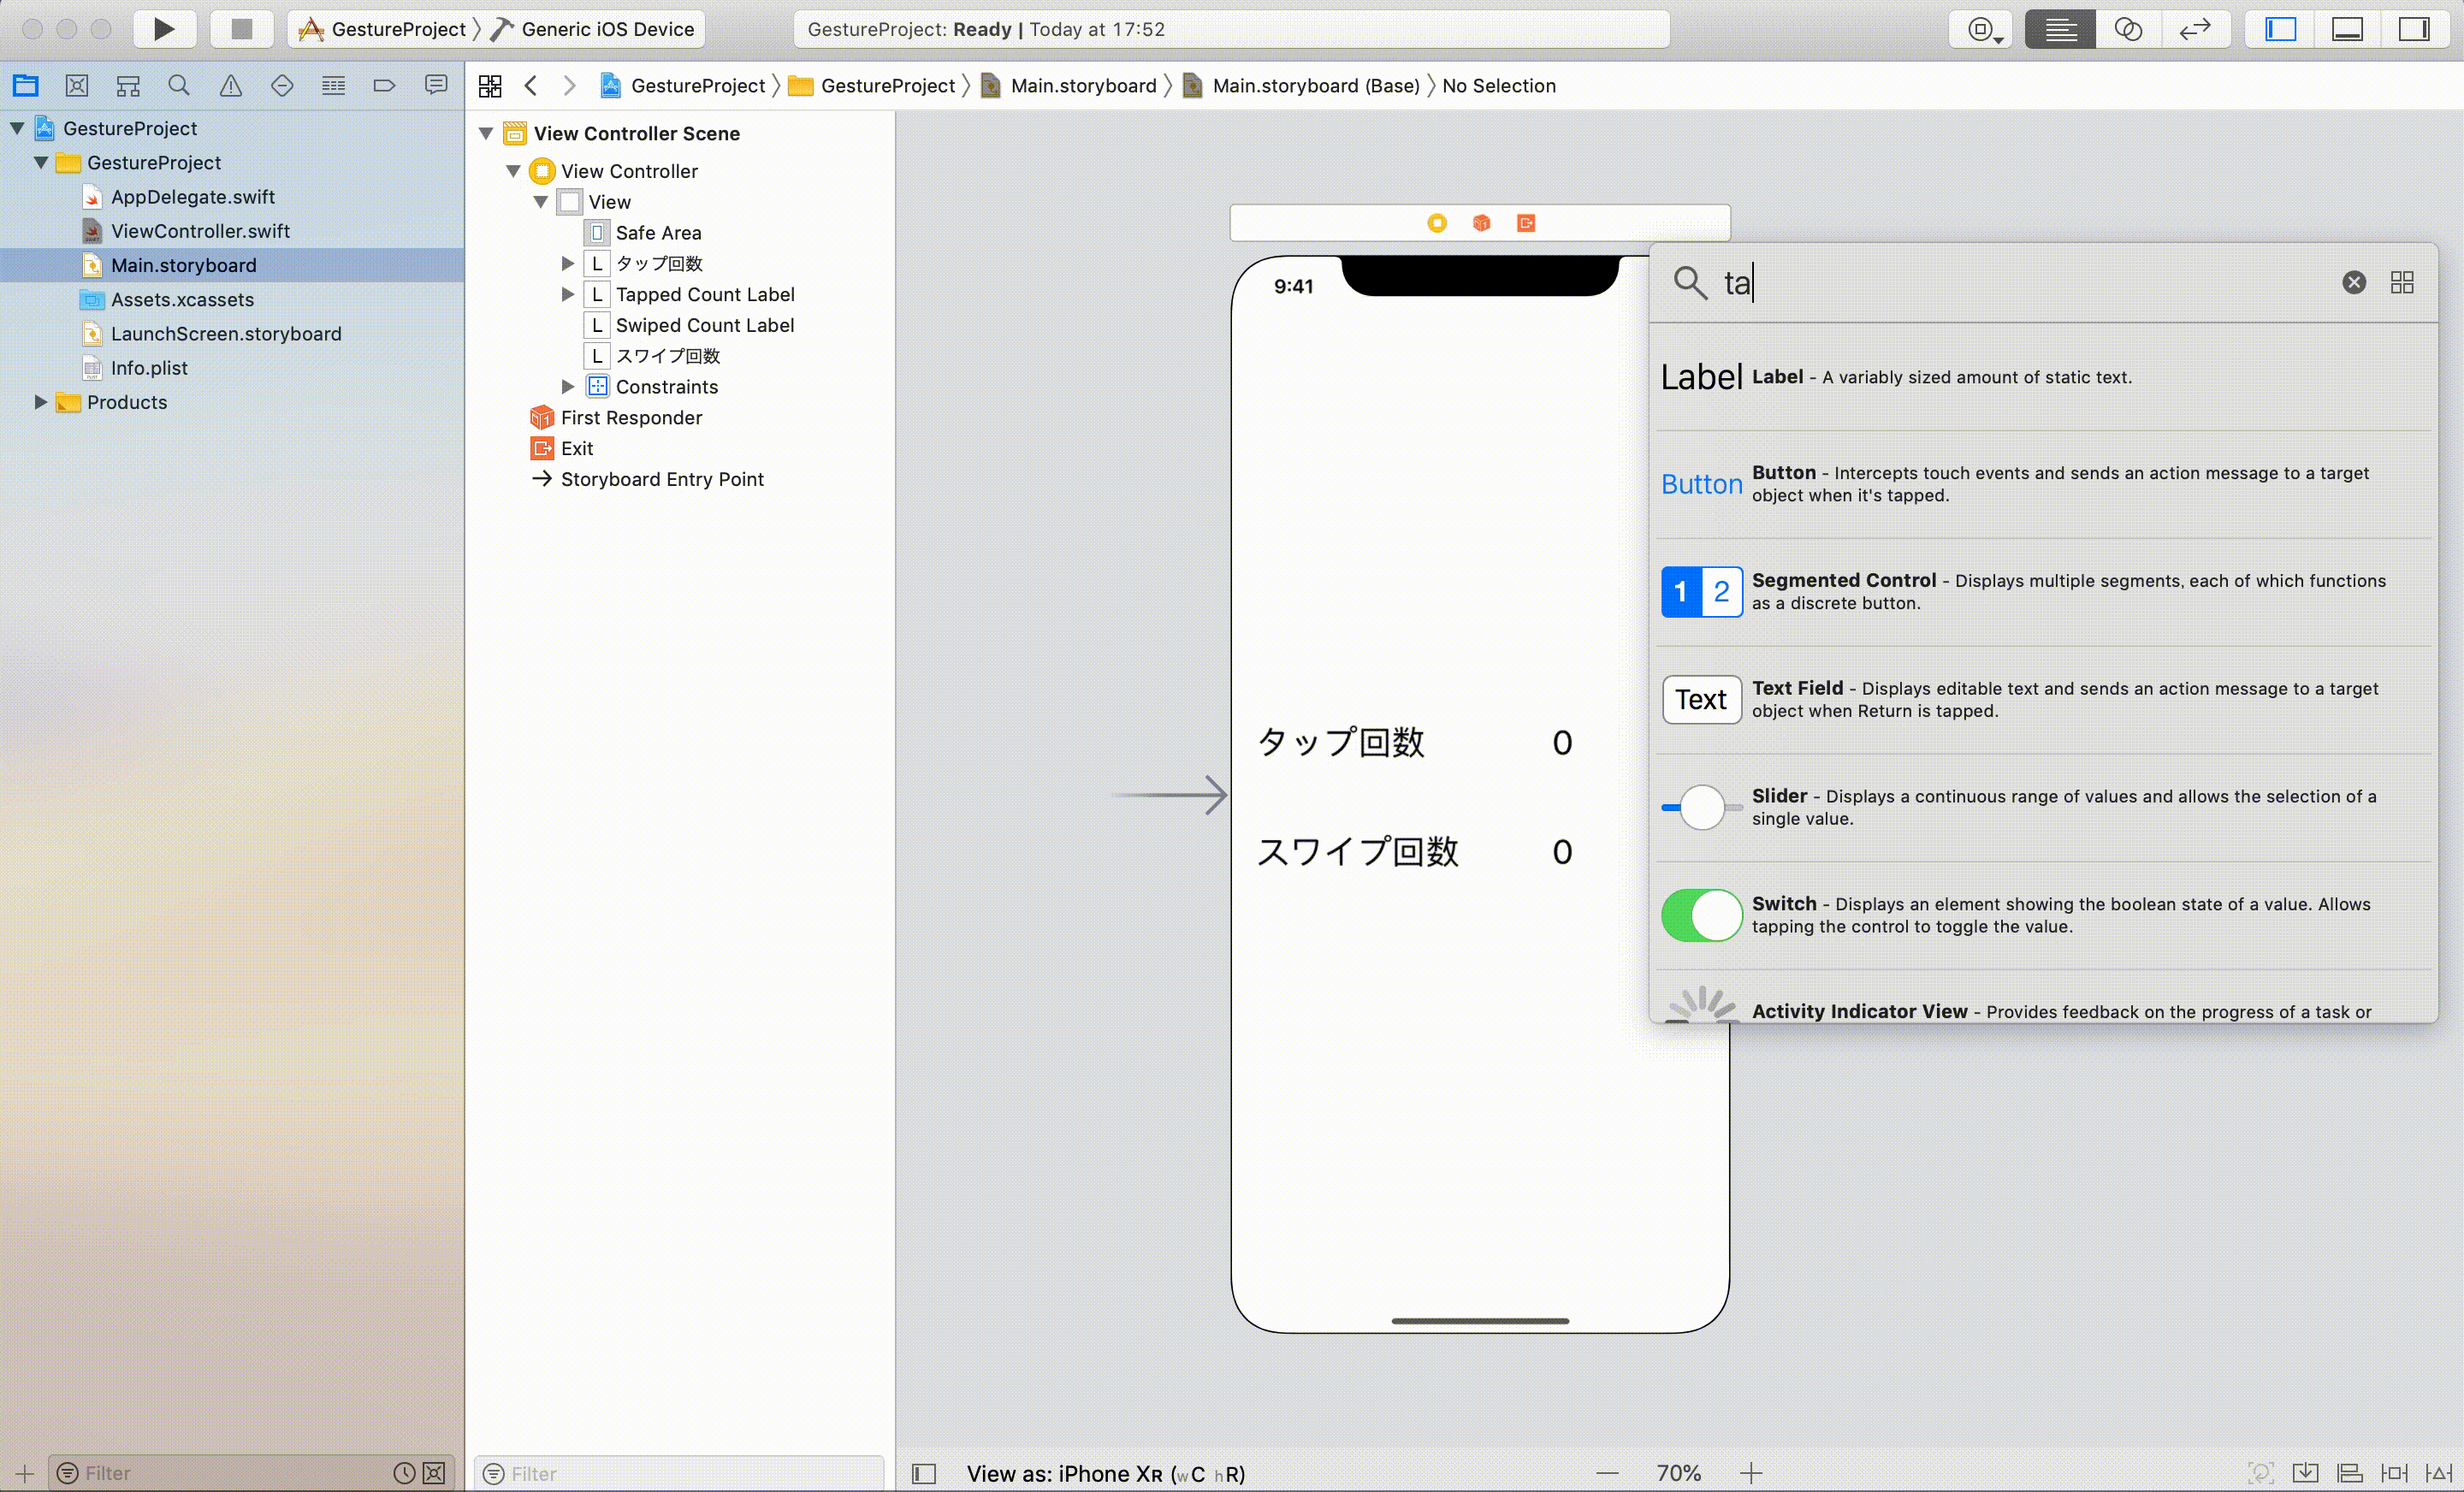 GestureProject 〉 Generic iOS Device
GestureProject: Ready | Today at 17:52
GestureProject 〉 GestureProject 〉 Main.storyboard 〉 Main.storyboard (Base) 〉 No Selection
GestureProject
GestureProject
AppDelegate.swift
ViewController.swift
Main.storyboard
Assets.xcassets
LaunchScreen.storyboard
Info.plist
Products
Filter
View Controller Scene
View Controller
View
Safe Area
L タップ回数
L Tapped Count Label
L Swiped Count Label
L スワイプ回数
Constraints
First Responder
Exit
Storyboard Entry Point
Filter
9:41
タップ回数 0
スワイプ回数 0
ta
Label Label - A variably sized amount of static text.
Button Button - Intercepts touch events and sends an action message to a target
object when it's tapped.
1 2 Segmented Control - Displays multiple segments, each of which functions
as a discrete button.
Text Text Field - Displays editable text and sends an action message to a target
object when Return is tapped.
Slider - Displays a continuous range of values and allows the selection of a
single value.
Switch - Displays an element showing the boolean state of a value. Allows
tapping the control to toggle the value.
Activity Indicator View - Provides feedback on the progress of a task or
View as: iPhone XR (wC hR)
70%